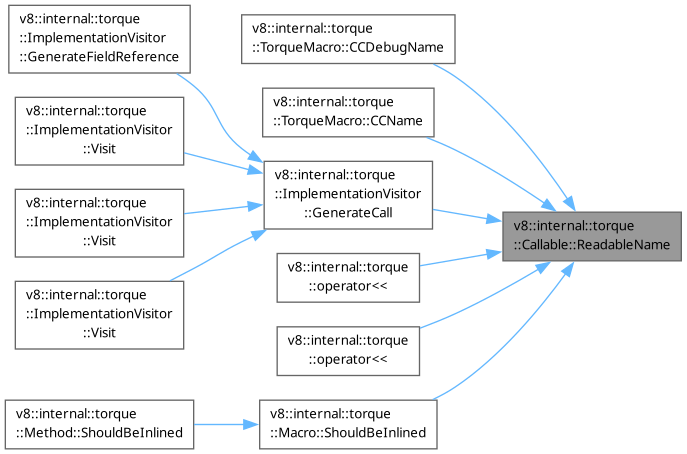 v8::internal::torque
::ImplementationVisitor
::GenerateFieldReference
v8::internal::torque
::ImplementationVisitor
::Visit
v8::internal::torque
::ImplementationVisitor
::Visit
v8::internal::torque
::ImplementationVisitor
::Visit
v8::internal::torque
::Method::ShouldBeInlined
v8::internal::torque
::TorqueMacro::CCDebugName
v8::internal::torque
::TorqueMacro::CCName
v8::internal::torque
::ImplementationVisitor
::GenerateCall
v8::internal::torque
::operator<<
v8::internal::torque
::operator<<
v8::internal::torque
::Macro::ShouldBeInlined
v8::internal::torque
::Callable::ReadableName